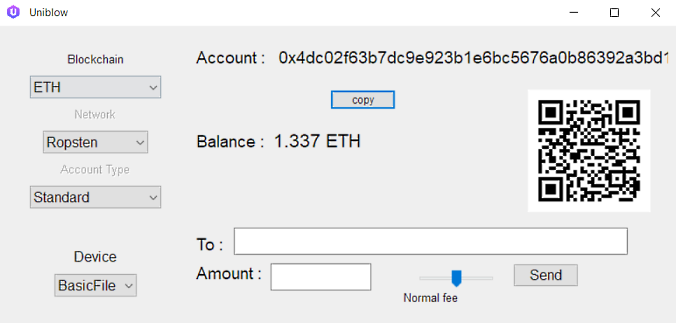 Uniblow
Blockchain
ETH
Network
Ropsten
Account Type
Standard
Device
BasicFile
Account : 0x4dc02f63b7dc9e923b1e6bc5676a0b86392a3bd1
copy
Balance : 1.337 ETH
To :
Amount :
Normal fee
Send